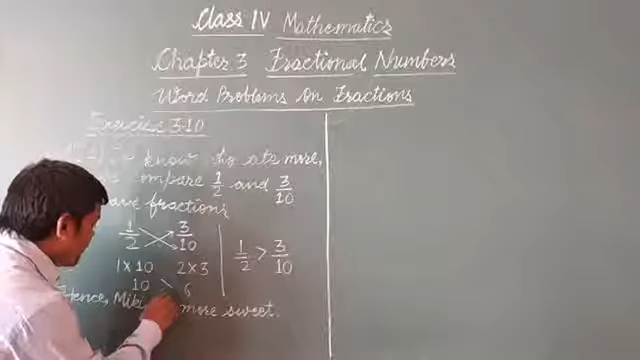 Class IV Mathematics
Chapter 3 Fractional Numbers
Word Problems on Fractions
Exercise 3.10
know who ate more,
compare 1/2 and 3/10
fractions
1/2 3/10
1 × 10 2 × 3
10 > 6
1/2 > 3/10
Hence, more sweet.